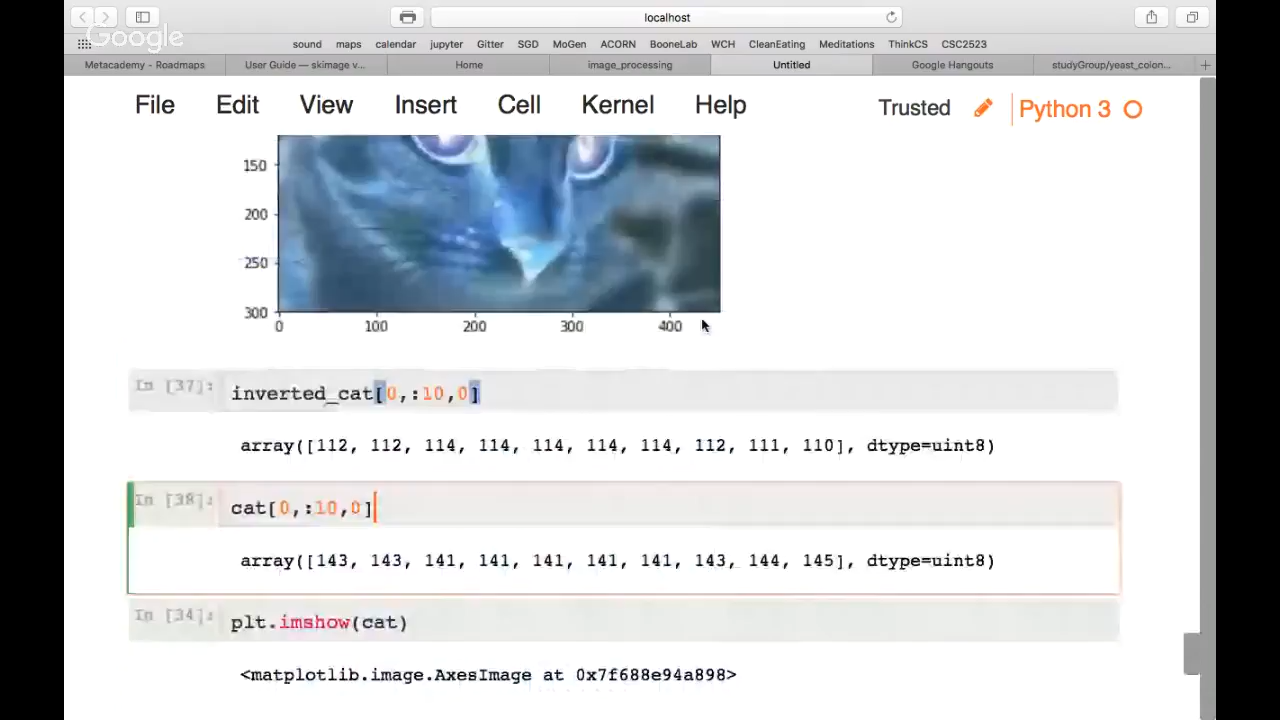 localhost
Google
sound maps calendar jupyter Gitter SGD MoGen ACORN BooneLab WCH CleanEating Meditations ThinkCS CSC2523
Metacademy - Roadmaps User Guide — skimage v... Home image_processing Untitled Google Hangouts studyGroup/yeast_colon...
File Edit View Insert Cell Kernel Help Trusted Python 3
150
200
250
300
0 100 200 300 400
In [37]: inverted_cat[0,:10,0]
array([112, 112, 114, 114, 114, 114, 114, 112, 111, 110], dtype=uint8)
In [38]: cat[0,:10,0]
array([143, 143, 141, 141, 141, 141, 141, 143, 144, 145], dtype=uint8)
In [34]: plt.imshow(cat)
<matplotlib.image.AxesImage at 0x7f688e94a898>